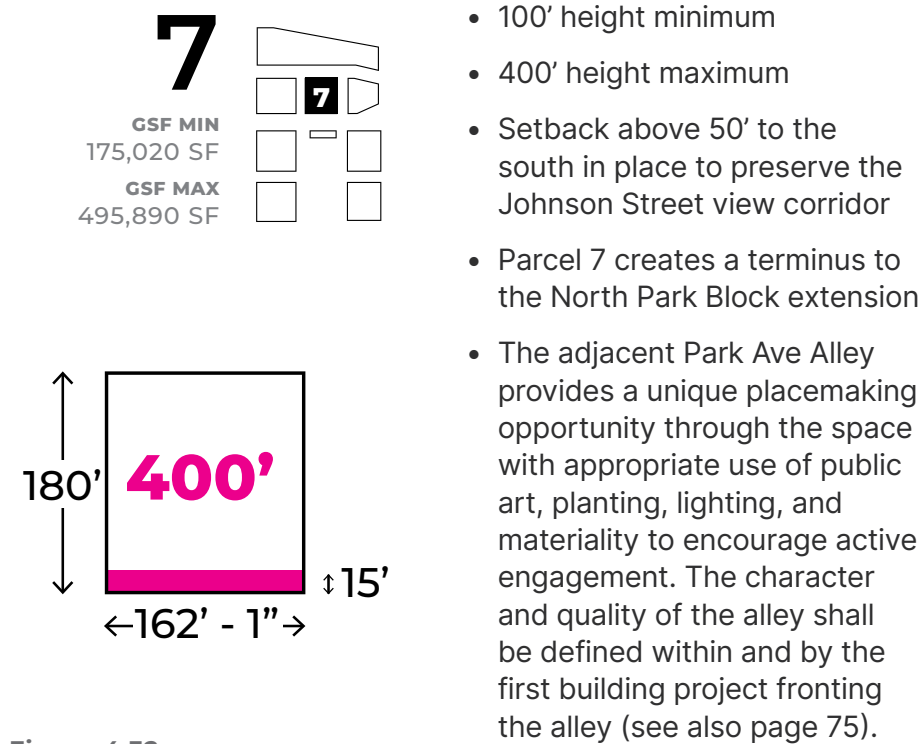 7
GSF MIN
175,020 SF
GSF MAX
495,890 SF
7
180’
400’
15’
162’ - 1”
• 100’ height minimum
• 400’ height maximum
• Setback above 50’ to the
south in place to preserve the
Johnson Street view corridor
• Parcel 7 creates a terminus to
the North Park Block extension
• The adjacent Park Ave Alley
provides a unique placemaking
opportunity through the space
with appropriate use of public
art, planting, lighting, and
materiality to encourage active
engagement. The character
and quality of the alley shall
be defined within and by the
first building project fronting
the alley (see also page 75).